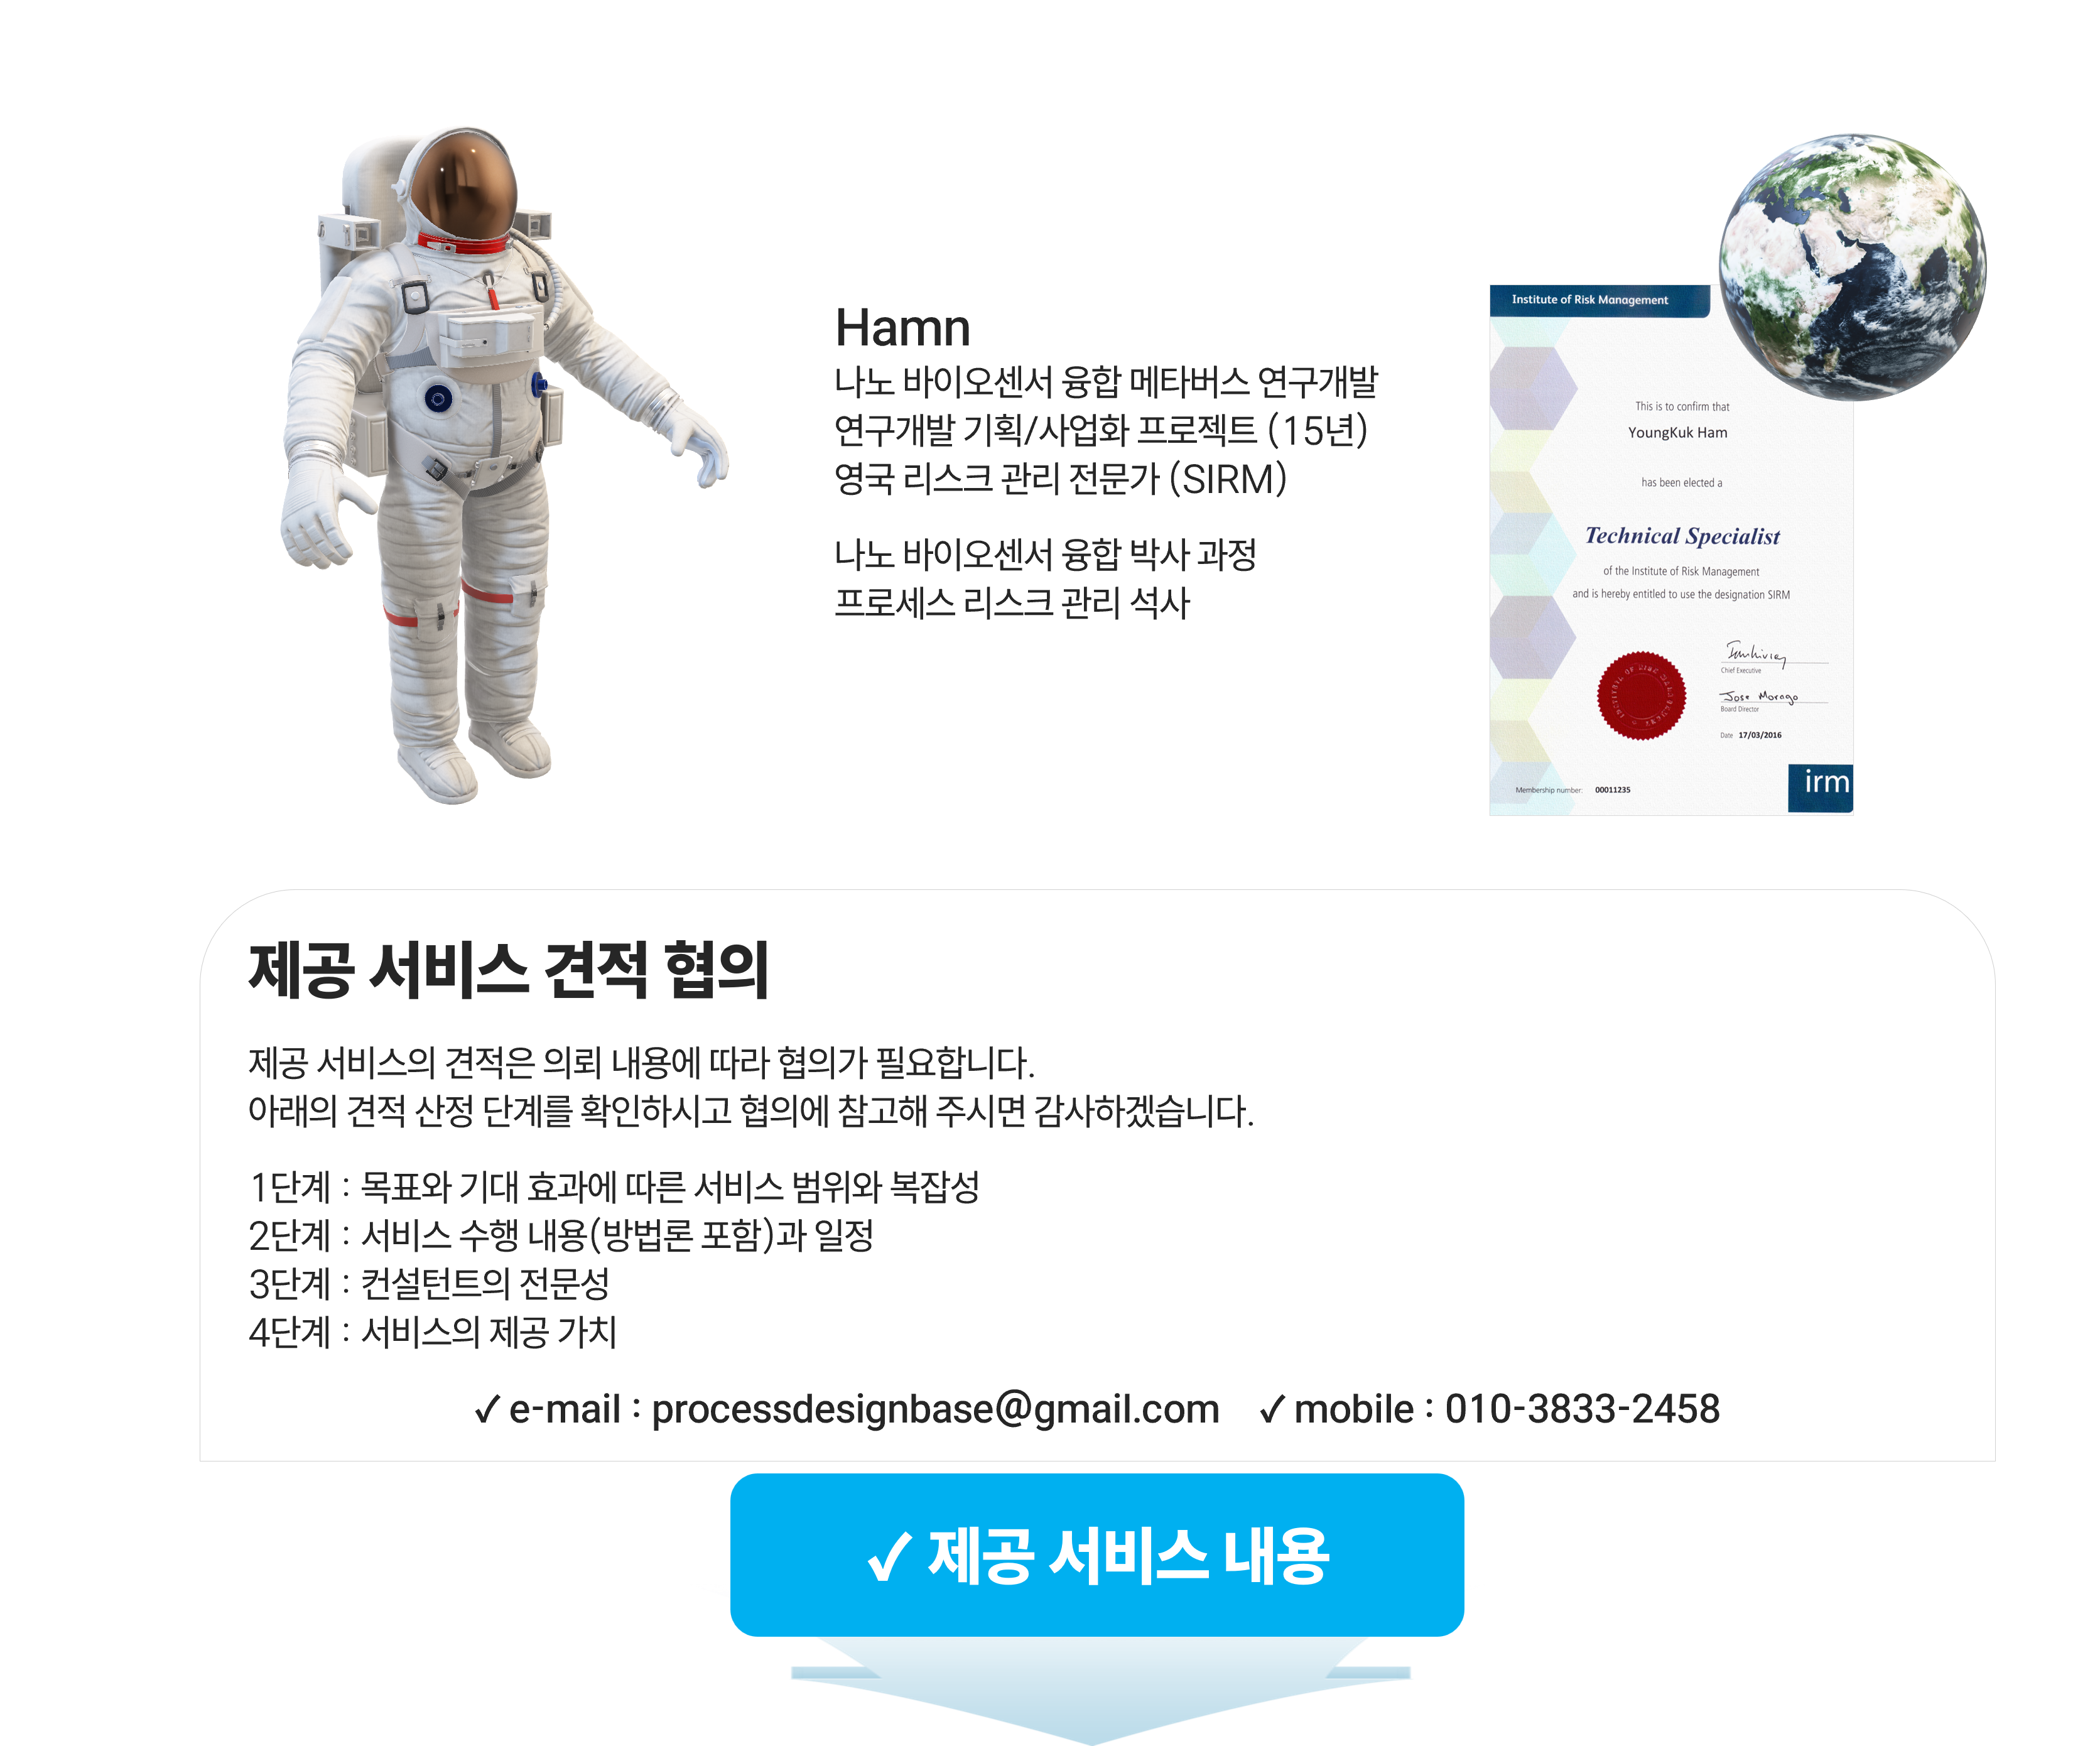 Hamn
나노 바이오센서 융합 메타버스 연구개발
연구개발 기획/사업화 프로젝트 (15년)
영국 리스크 관리 전문가 (SIRM)
나노 바이오센서 융합 박사 과정
프로세스 리스크 관리 석사
Institute of Risk Management
This is to confirm that
YoungKuk Ham
has been elected a
Technical Specialist
of the Institute of Risk Management
and is hereby entitled to use the designation SIRM
Chief Executive
Jose Morago
Board Director
Date 17/03/2016
Membership number: 00011235
irm
제공 서비스 견적 협의
제공 서비스의 견적은 의뢰 내용에 따라 협의가 필요합니다.
아래의 견적 산정 단계를 확인하시고 협의에 참고해 주시면 감사하겠습니다.
1단계 : 목표와 기대 효과에 따른 서비스 범위와 복잡성
2단계 : 서비스 수행 내용(방법론 포함)과 일정
3단계 : 컨설턴트의 전문성
4단계 : 서비스의 제공 가치
✓ e-mail : processdesignbase@gmail.com ✓ mobile : 010-3833-2458
✓ 제공 서비스 내용